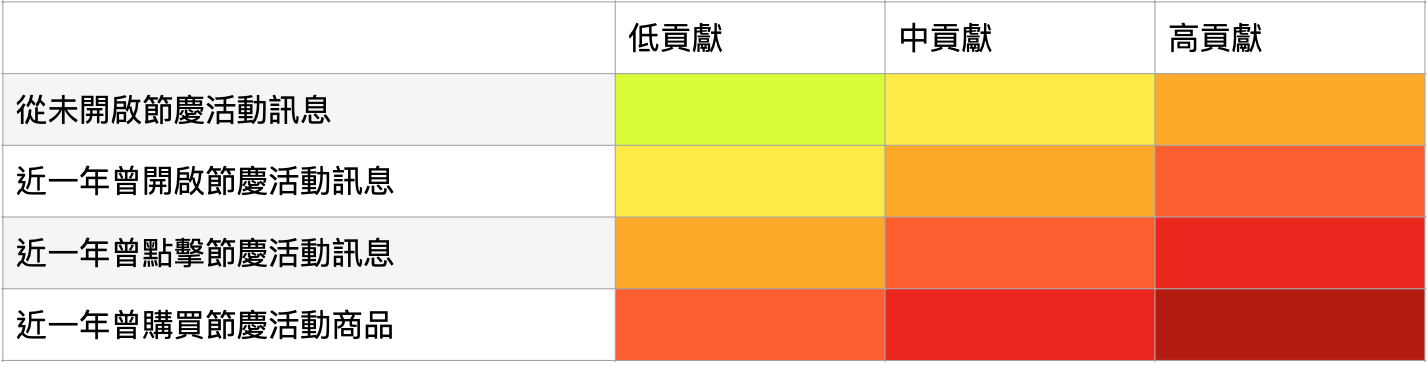 低貢獻 中貢獻 高貢獻
從未開啟節慶活動訊息
近一年曾開啟節慶活動訊息
近一年曾點擊節慶活動訊息
近一年曾購買節慶活動商品